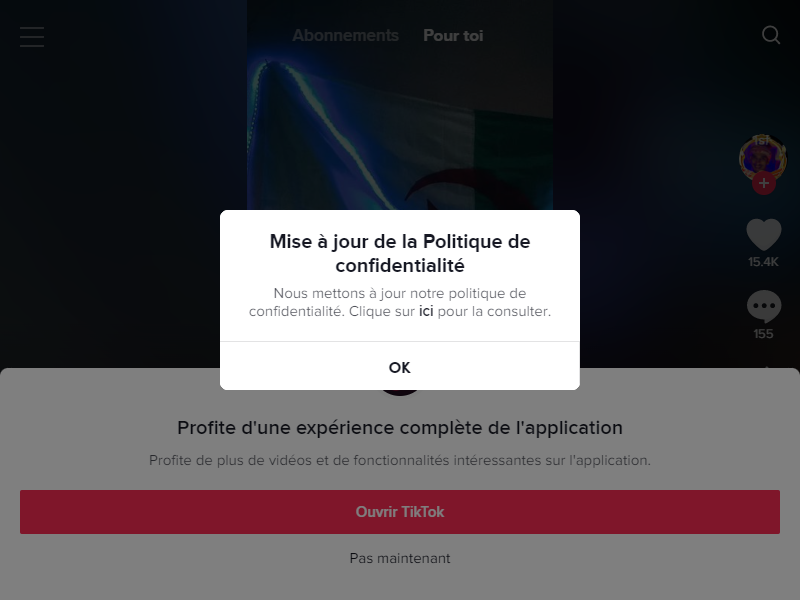 Abonnements
Pour toi
15.4K
155
Mise à jour de la Politique de
confidentialité
Nous mettons à jour notre politique de
confidentialité. Clique sur ici pour la consulter.
OK
Profite d'une expérience complète de l'application
Profite de plus de vidéos et de fonctionnalités intéressantes sur l'application.
Ouvrir TikTok
Pas maintenant